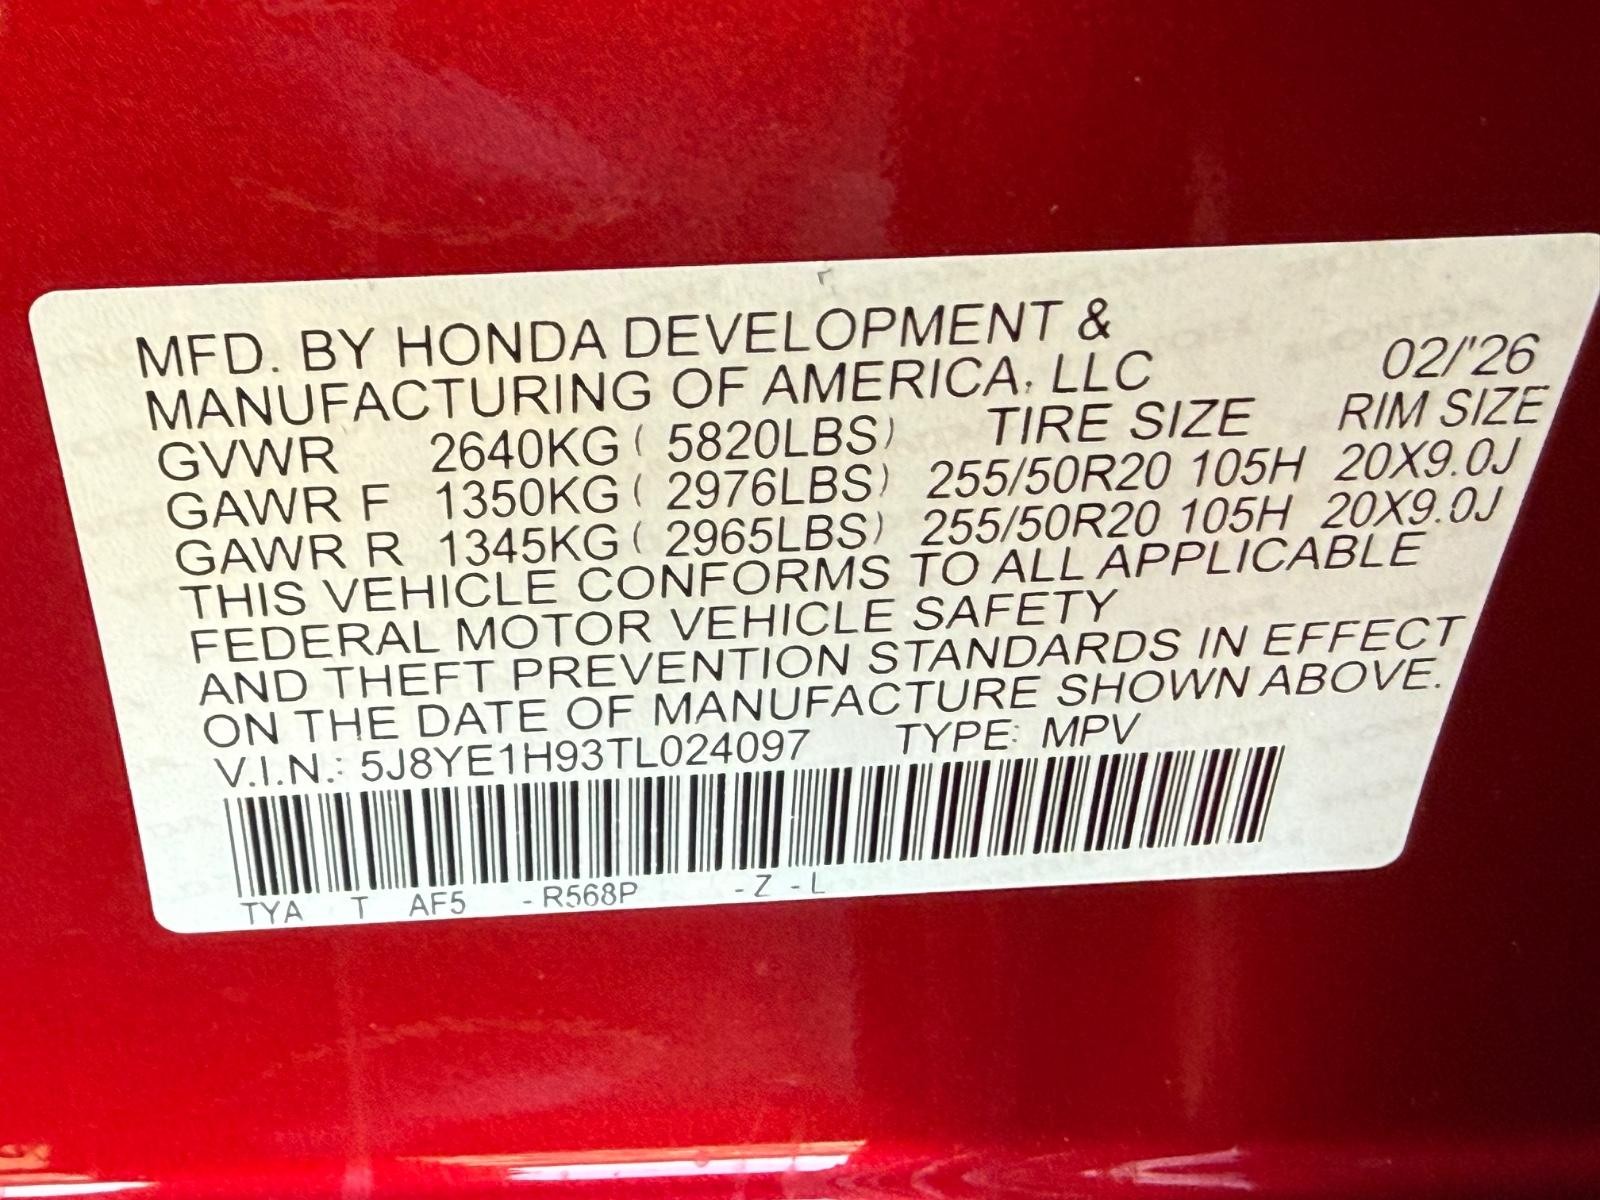 MFD. BY HONDA DEVELOPMENT &
MANUFACTURING OF AMERICA, LLC 02/'26
GVWR 2640KG ( 5820LBS) TIRE SIZE RIM SIZE
GAWR F 1350KG ( 2976LBS) 255/50R20 105H 20X9.0J
GAWR R 1345KG ( 2965LBS) 255/50R20 105H 20X9.0J
THIS VEHICLE CONFORMS TO ALL APPLICABLE
FEDERAL MOTOR VEHICLE SAFETY
AND THEFT PREVENTION STANDARDS IN EFFECT
ON THE DATE OF MANUFACTURE SHOWN ABOVE.
V.I.N.: 5J8YE1H93TL024097 TYPE: MPV
TYA T AF5 - R568P - Z - L